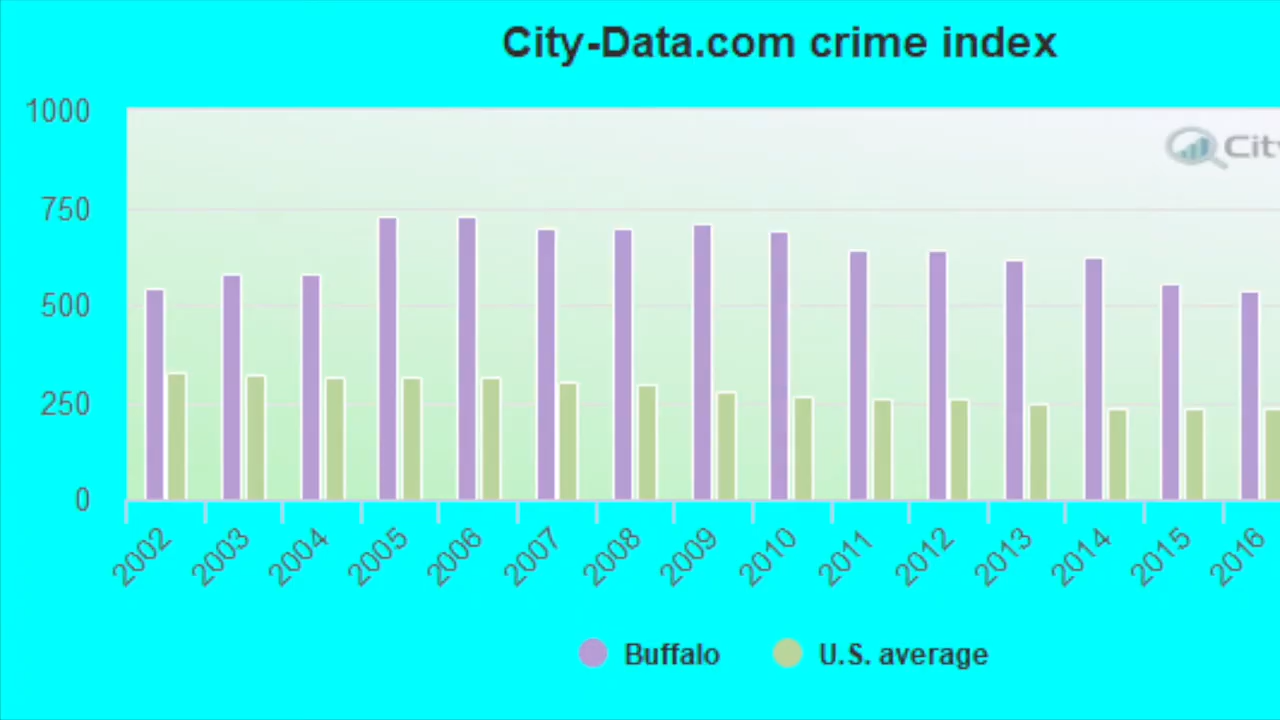 City-Data.com crime index
1000
City
750
500
250
0
2002 2003 2004 2005 2006 2007 2008 2009 2010 2011 2012 2013 2014 2015 2016
Buffalo U.S. average